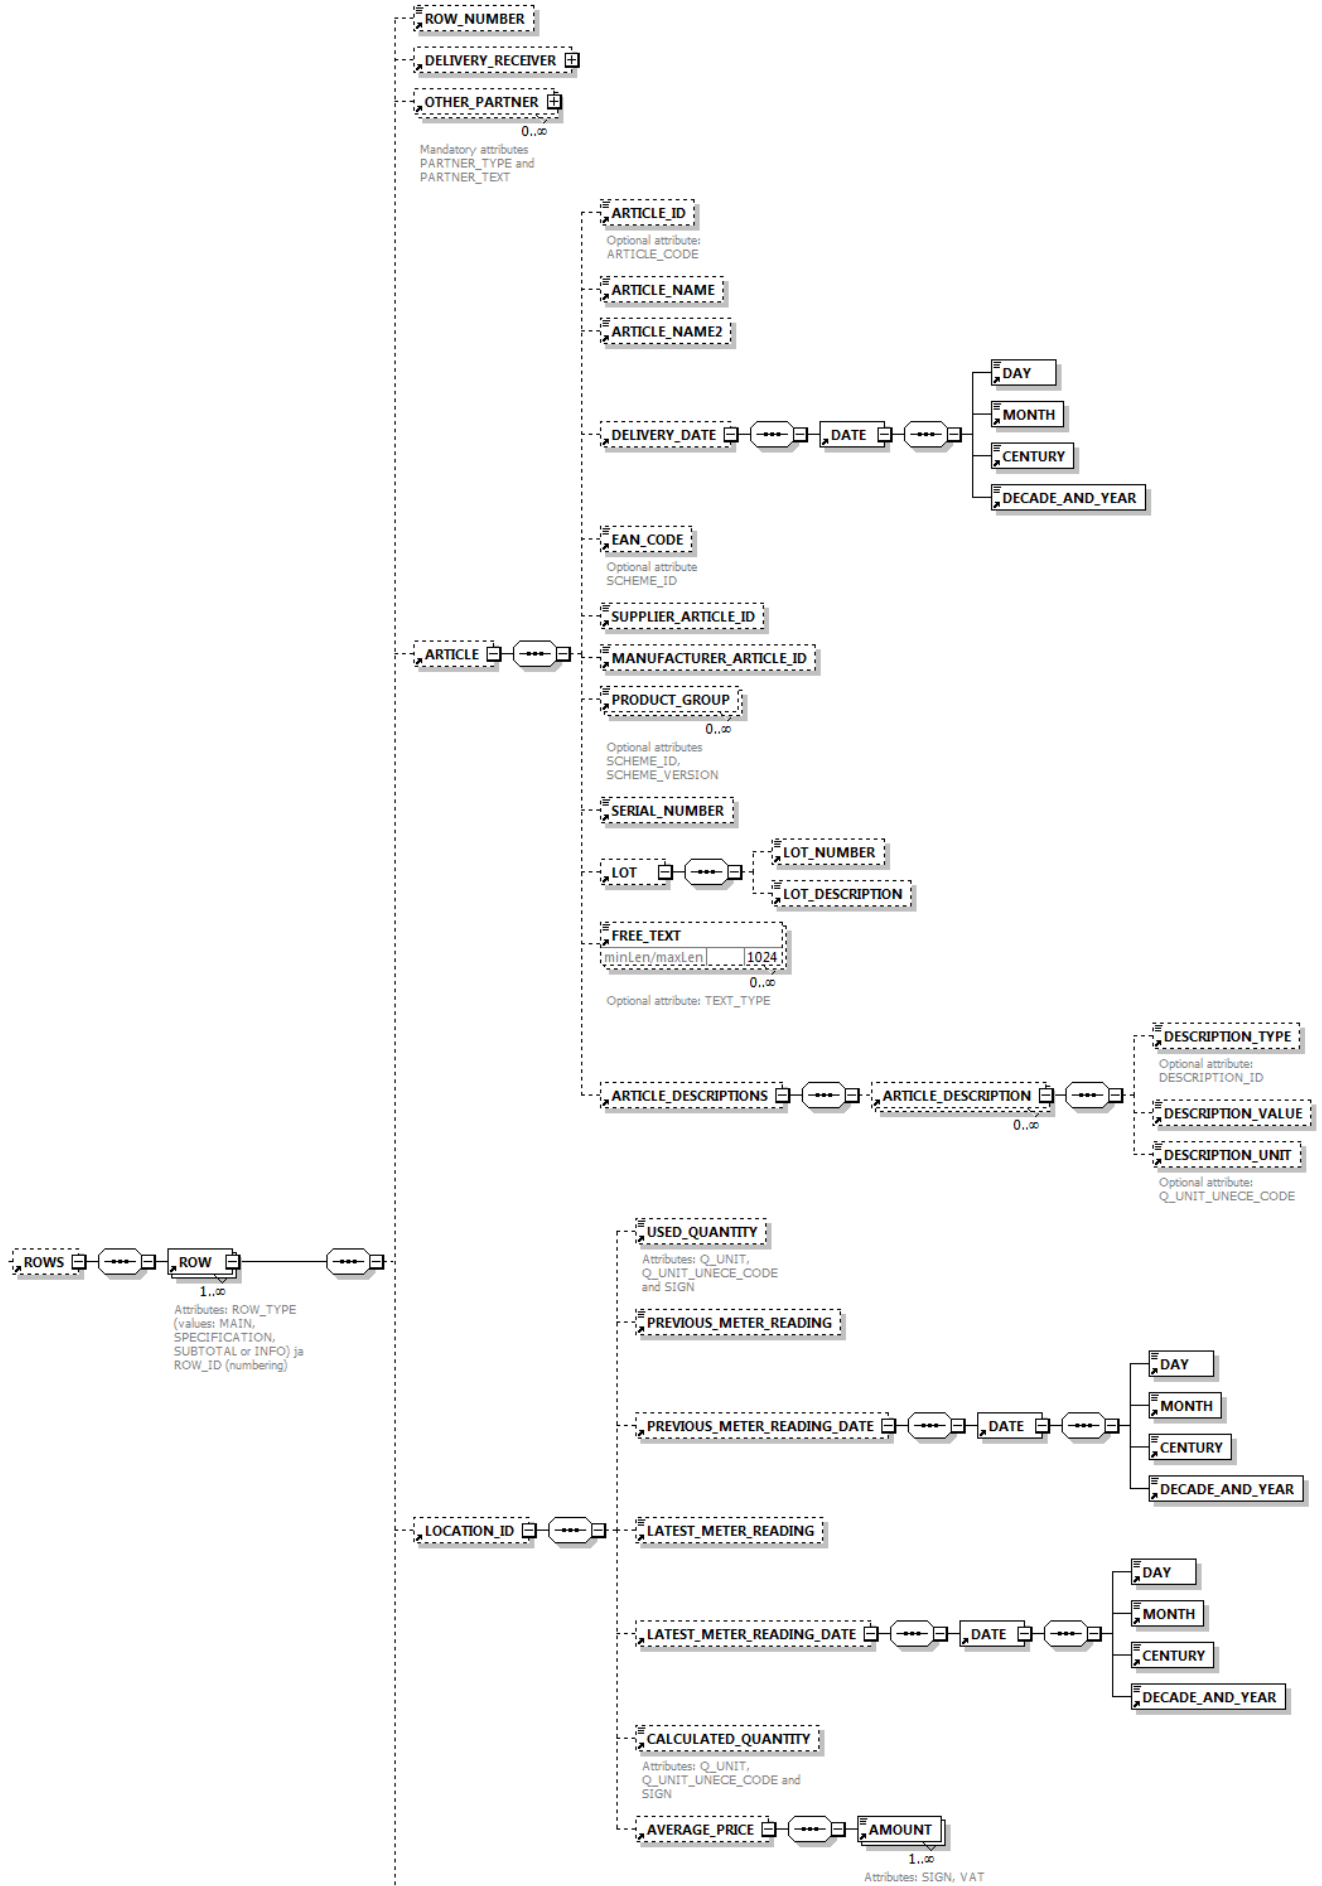 ROW_NUMBER
DELIVERY_RECEIVER
OTHER_PARTNER
0..∞
Mandatory attributes
PARTNER_TYPE and
PARTNER_TEXT
ARTICLE_ID
Optional attribute:
ARTICLE_CODE
ARTICLE_NAME
ARTICLE_NAME2
DAY
MONTH
DELIVERY_DATE
DATE
CENTURY
DECADE_AND_YEAR
EAN_CODE
Optional attribute
SCHEME_ID
SUPPLIER_ARTICLE_ID
ARTICLE
MANUFACTURER_ARTICLE_ID
PRODUCT_GROUP
0..∞
Optional attributes
SCHEME_ID,
SCHEME_VERSION
SERIAL_NUMBER
LOT_NUMBER
LOT
LOT_DESCRIPTION
FREE_TEXT
minLen/maxLen 1024
0..∞
Optional attribute: TEXT_TYPE
DESCRIPTION_TYPE
Optional attribute:
DESCRIPTION_ID
ARTICLE_DESCRIPTIONS
ARTICLE_DESCRIPTION
0..∞
DESCRIPTION_VALUE
DESCRIPTION_UNIT
Optional attribute:
Q_UNIT_UNECE_CODE
ROWS
ROW
1..∞
Attributes: ROW_TYPE
(values: MAIN,
SPECIFICATION,
SUBTOTAL or INFO) ja
ROW_ID (numbering)
USED_QUANTITY
Attributes: Q_UNIT,
Q_UNIT_UNECE_CODE
and SIGN
PREVIOUS_METER_READING
DAY
MONTH
PREVIOUS_METER_READING_DATE
DATE
CENTURY
DECADE_AND_YEAR
LOCATION_ID
LATEST_METER_READING
DAY
MONTH
LATEST_METER_READING_DATE
DATE
CENTURY
DECADE_AND_YEAR
CALCULATED_QUANTITY
Attributes: Q_UNIT,
Q_UNIT_UNECE_CODE and
SIGN
AVERAGE_PRICE
AMOUNT
1..∞
Attributes: SIGN, VAT